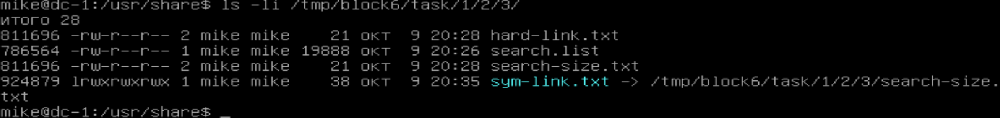 mike@dc-1:/usr/share$ ls -li /tmp/block6/task/1/2/3/
итого 28
811696 -rw-r--r-- 2 mike mike    21 окт  9 20:28 hard-link.txt
786564 -rw-r--r-- 1 mike mike 19888 окт  9 20:26 search.list
811696 -rw-r--r-- 2 mike mike    21 окт  9 20:28 search-size.txt
924879 lrwxrwxrwx 1 mike mike    38 окт  9 20:35 sym-link.txt -> /tmp/block6/task/1/2/3/search-size.
txt
mike@dc-1:/usr/share$ _